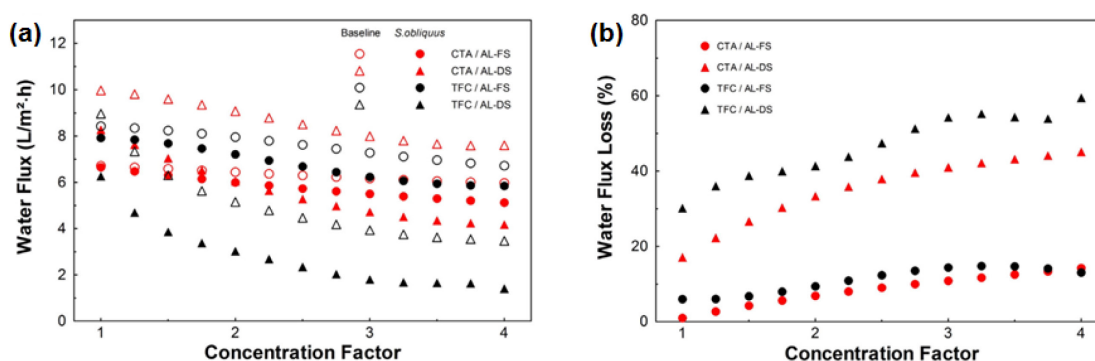 (a)
Water Flux (L/m²·h)
12
10
8
6
4
2
0
1
2
3
4
Concentration Factor
Baseline
S.obliquus
CTA / AL-FS
CTA / AL-DS
TFC / AL-FS
TFC / AL-DS
(b)
Water Flux Loss (%)
80
60
40
20
0
1
2
3
4
Concentration Factor
CTA / AL-FS
CTA / AL-DS
TFC / AL-FS
TFC / AL-DS